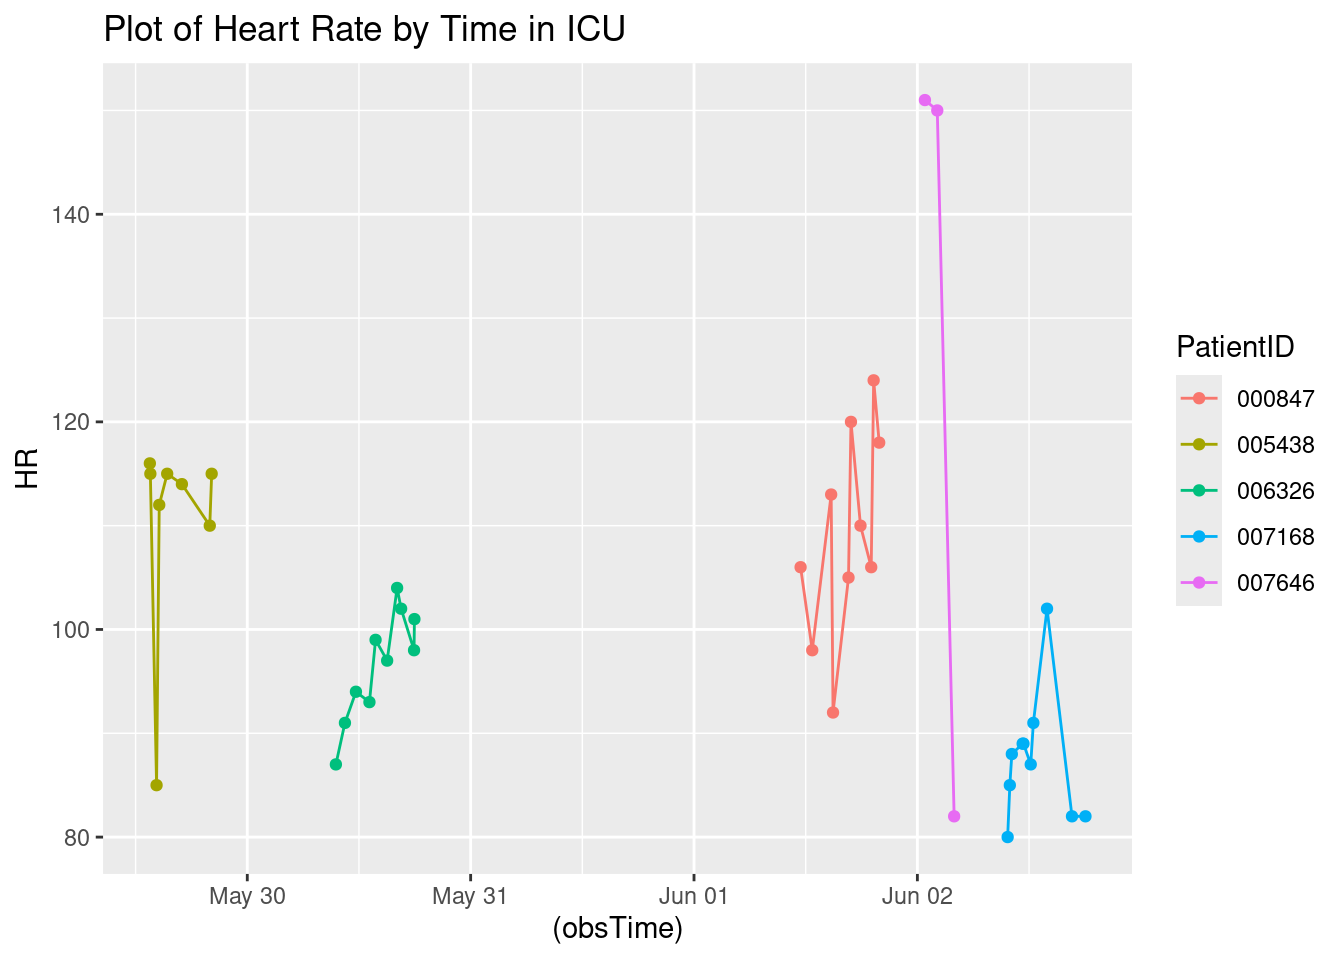 Plot of Heart Rate by Time in ICU
HR
140
120
100
80
May 30
May 31
Jun 01
Jun 02
(obsTime)
PatientID
000847
005438
006326
007168
007646